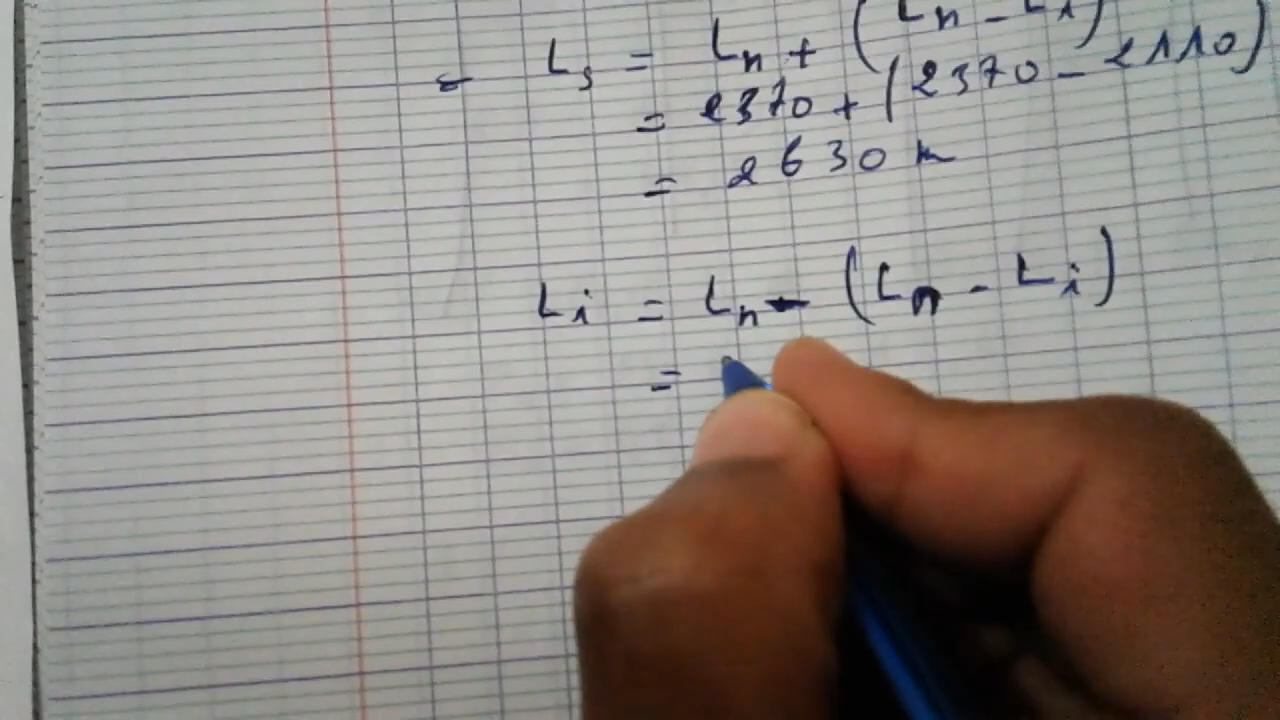 Ls = Ln + (Ln - Li)
= 2370 + (2370 - 2110)
= 2630 m
Li = Ln - (Ln - Li)
=